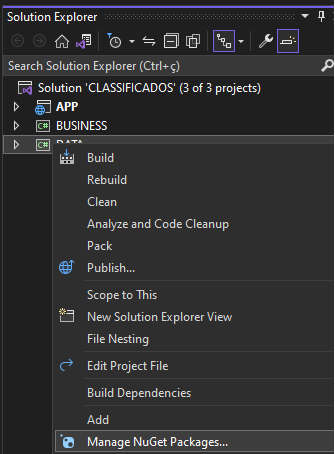 Solution Explorer
Search Solution Explorer (Ctrl+ç)
Solution 'CLASSIFICADOS' (3 of 3 projects)
APP
C# BUSINESS
C# DATA
Build
Rebuild
Clean
Analyze and Code Cleanup
Pack
Publish...
Scope to This
New Solution Explorer View
File Nesting
Edit Project File
Build Dependencies
Add
Manage NuGet Packages...